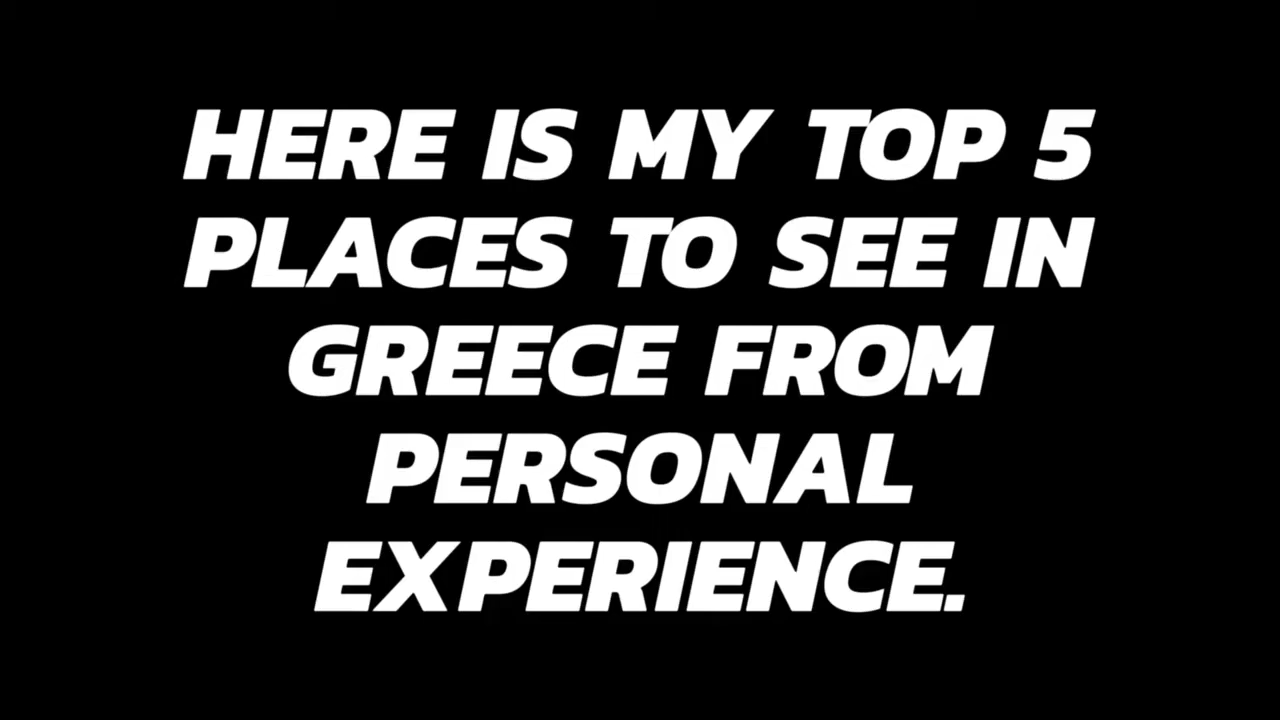 HERE IS MY TOP 5
PLACES TO SEE IN
GREECE FROM
PERSONAL
EXPERIENCE.